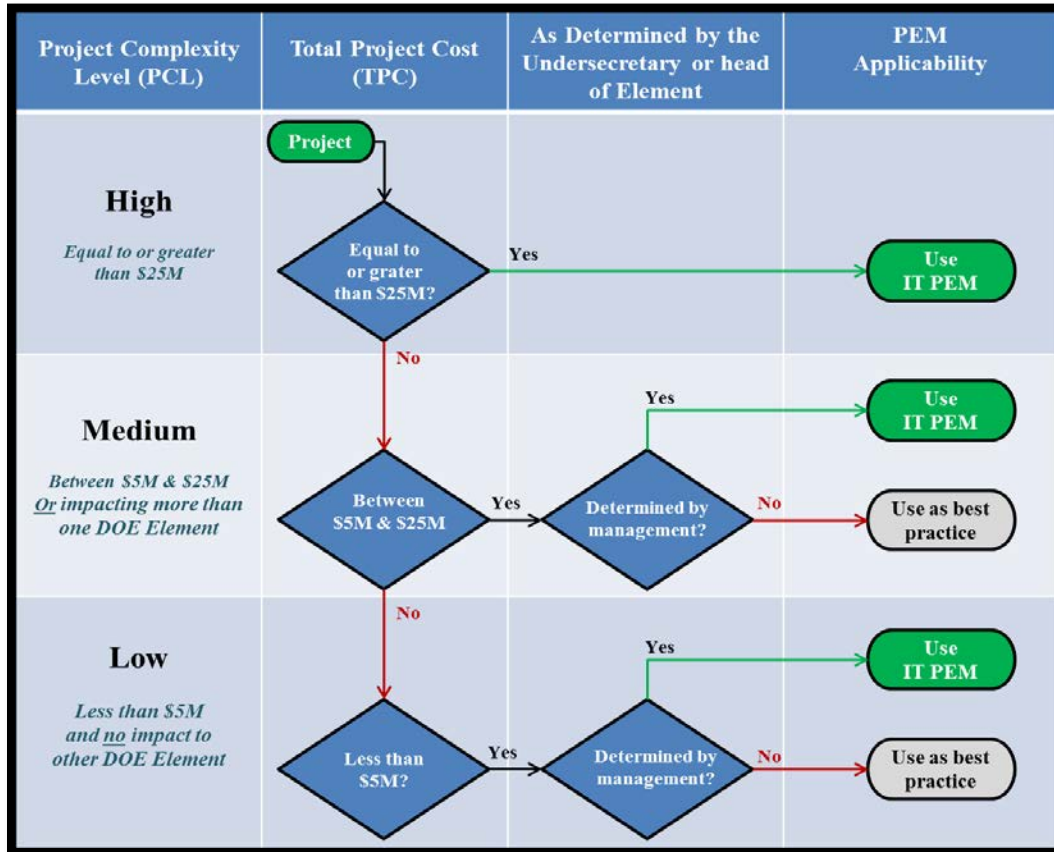 Project Complexity
Level (PCL)
Total Project Cost
(TPC)
As Determined by the
Undersecretary or head
of Element
PEM
Applicability
High
Equal to or greater
than $25M
Project
Equal to
or grater
than $25M?
Yes
Use
IT PEM
No
Medium
Between $5M & $25M
Or impacting more than
one DOE Element
Between
$5M & $25M
Yes
Determined by
management?
Yes
Use
IT PEM
No
Use as best
practice
No
Low
Less than $5M
and no impact to
other DOE Element
Less than
$5M?
Yes
Determined by
management?
Yes
Use
IT PEM
No
Use as best
practice